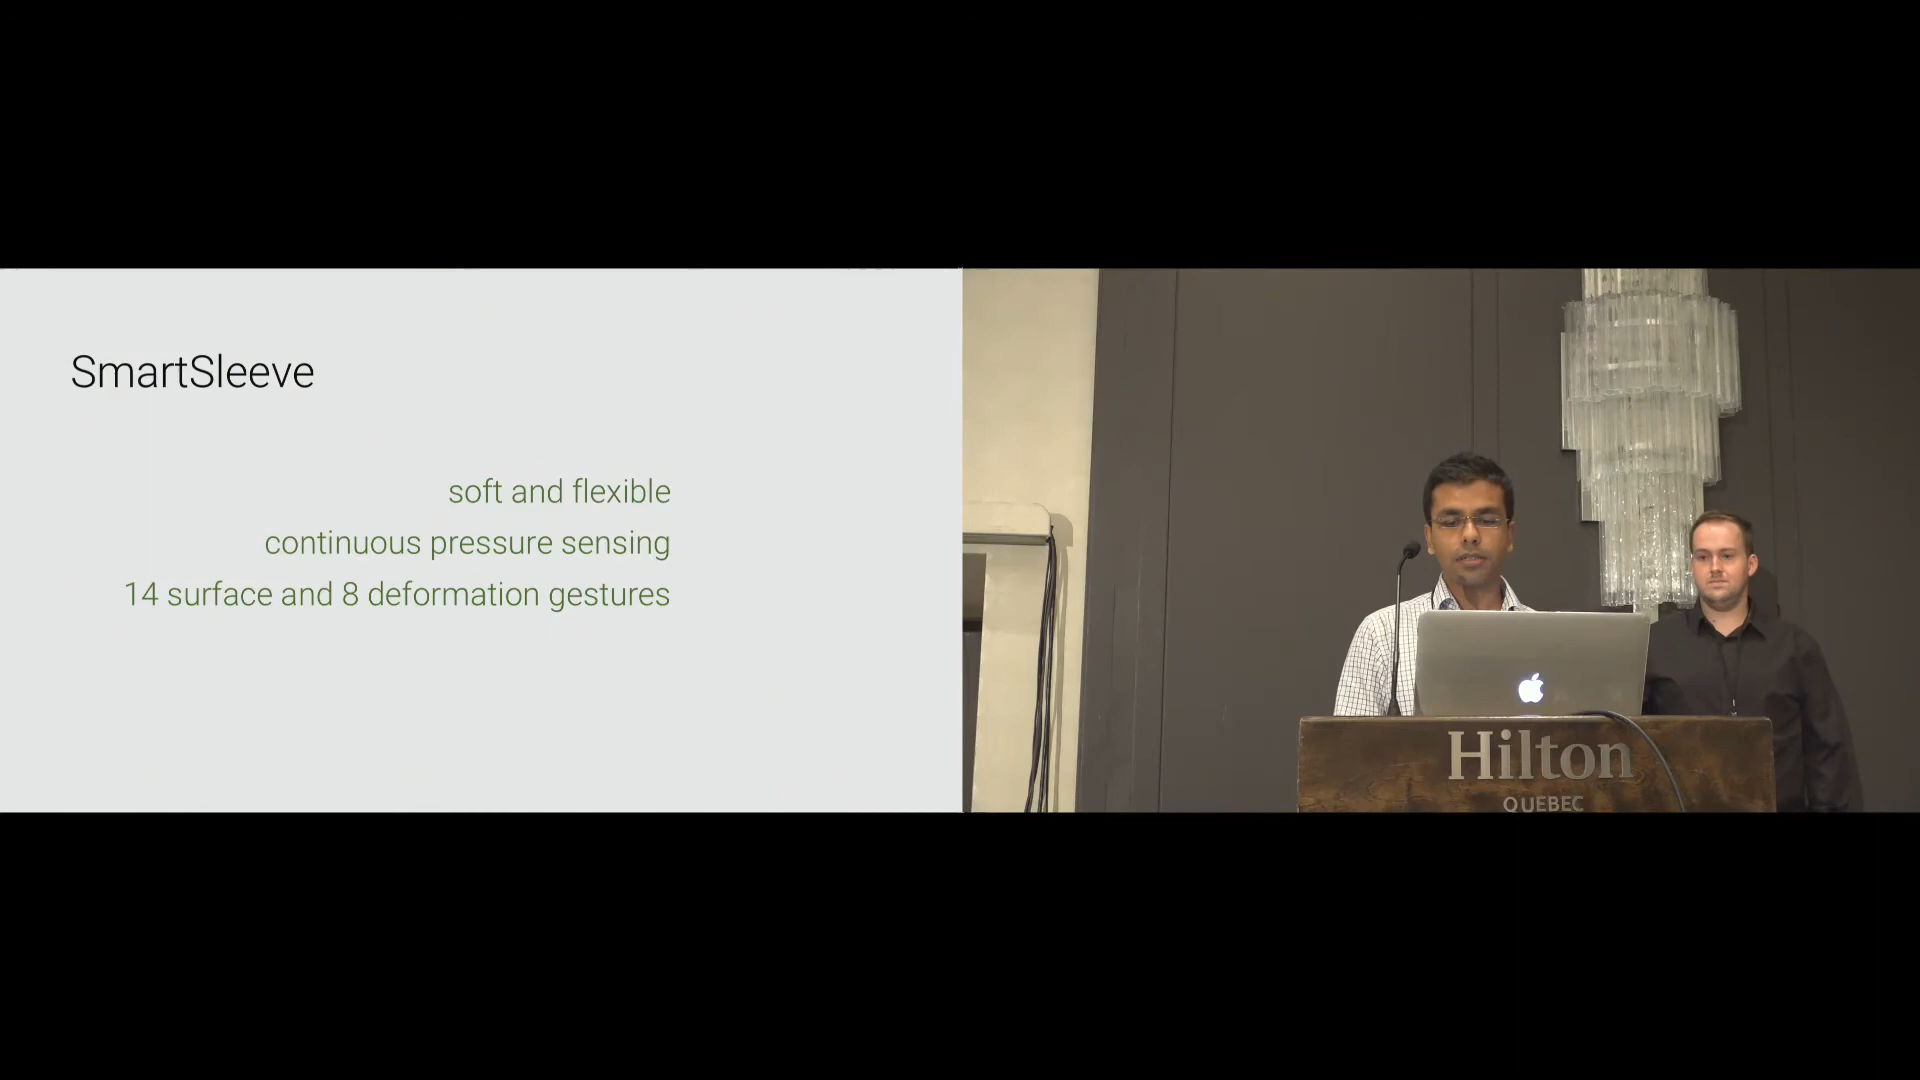 SmartSleeve
soft and flexible
continuous pressure sensing
14 surface and 8 deformation gestures
Hilton
QUEBEC